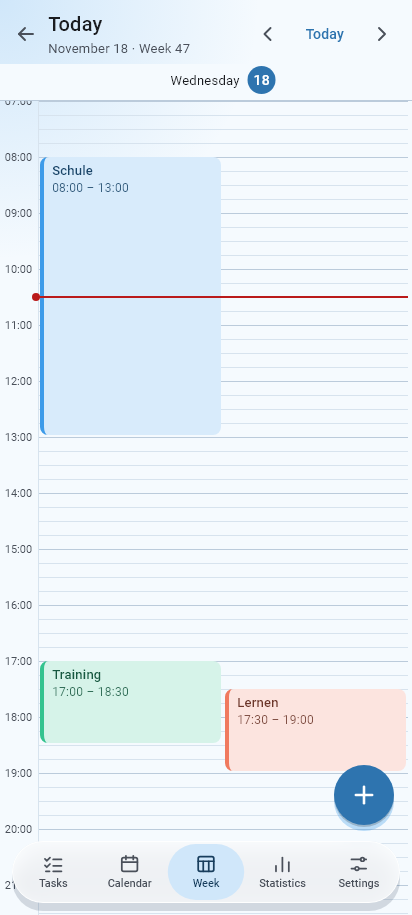 Today
November 18 · Week 47
Today
Wednesday 18
07:00
08:00
Schule
08:00 – 13:00
09:00
10:00
11:00
12:00
13:00
14:00
15:00
16:00
17:00
Training
17:00 – 18:30
Lernen
17:30 – 19:00
18:00
19:00
20:00
Tasks
Calendar
Week
Statistics
Settings